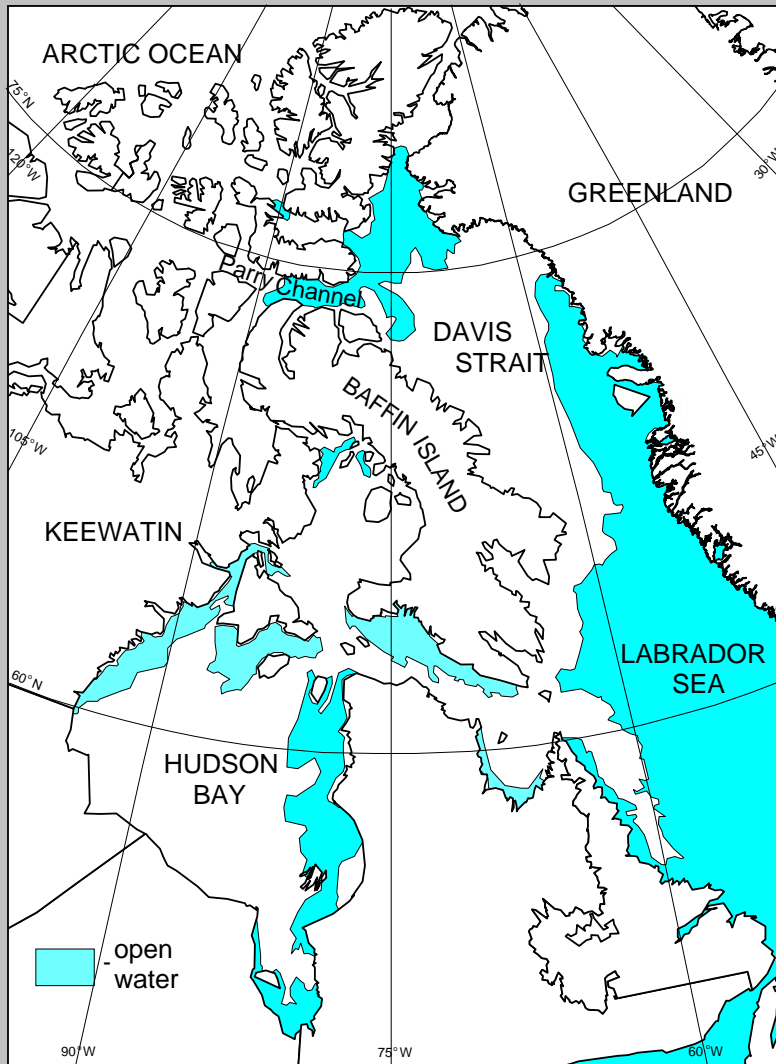 ARCTIC OCEAN
75°N
120°W
30°W
GREENLAND
Parry Channel
DAVIS
STRAIT
BAFFIN ISLAND
105°W
45°W
KEEWATIN
LABRADOR
SEA
60°N
HUDSON
BAY
- open
water
90°W
75°W
60°W